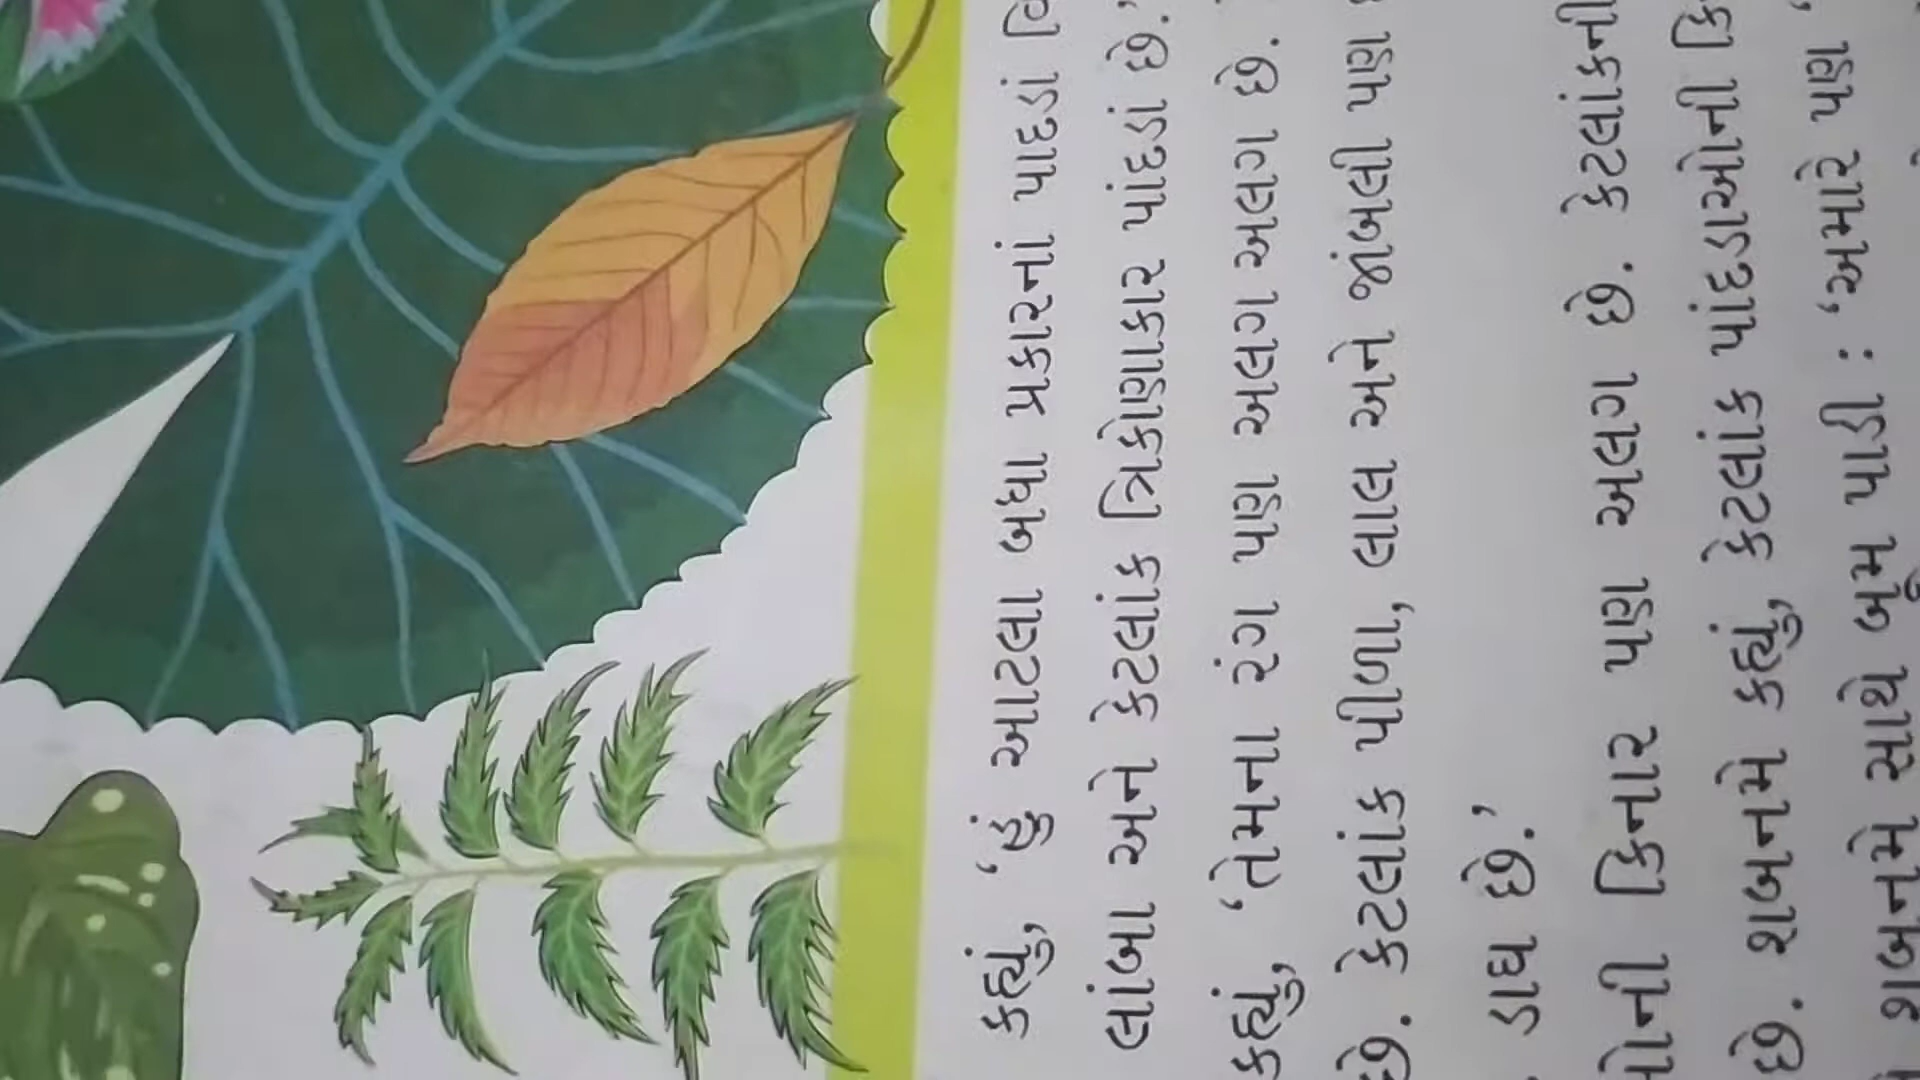 કહ્યું, ‘હું આટલા બધા પ્રકારનાં પાદડાં
લાંબા અને કેટલાંક ત્રિકોણાકાર પાંદડાં છે.’
કહ્યું, ‘તેમના રંગ પણ અલગ અલગ છે.
છે. કેટલાંક પીળા, લાલ અને જાંબલી પણ
ડાઘ છે.’
કિનાર પણ અલગ છે. કેટલાંકની
છે. શબનમે કહ્યું, કેટલાંક પાંદડાઓની
શબનમે સાથે બૂમ પાડી : ‘અમારે પણ